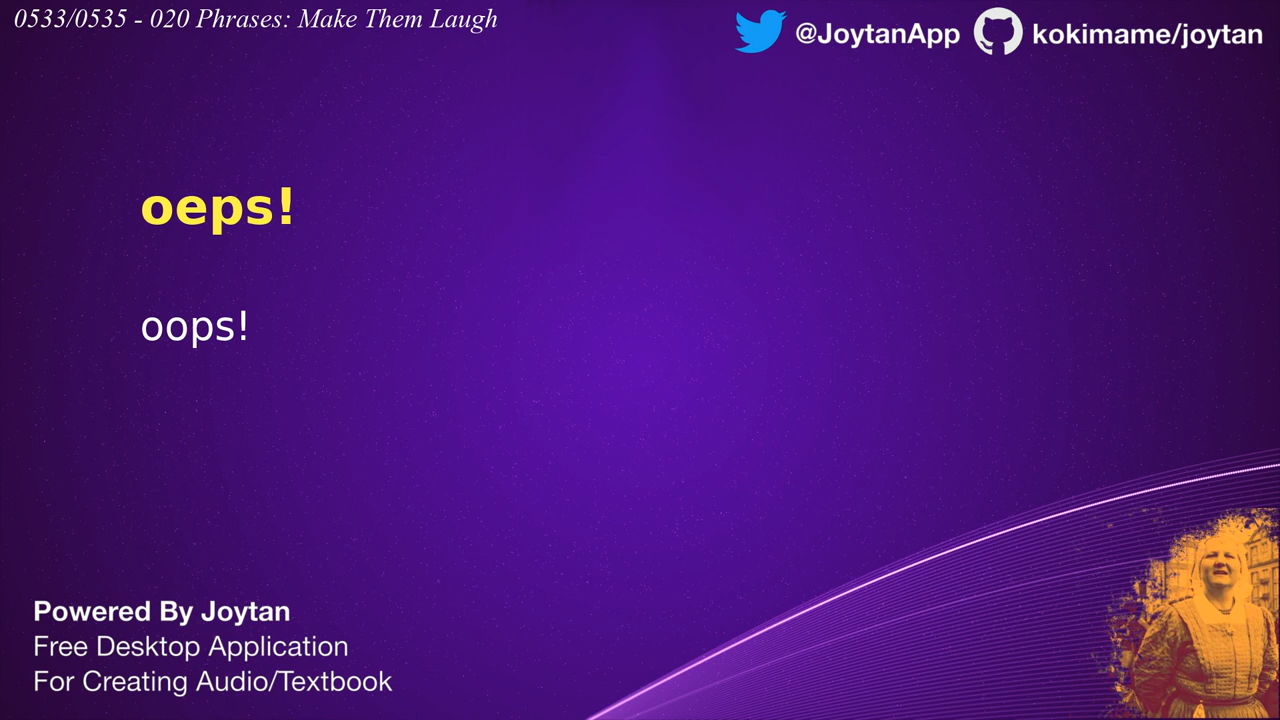 0533/0535 - 020 Phrases: Make Them Laugh
@JoytanApp kokimame/joytan
oeps!
oops!
Powered By Joytan
Free Desktop Application
For Creating Audio/Textbook